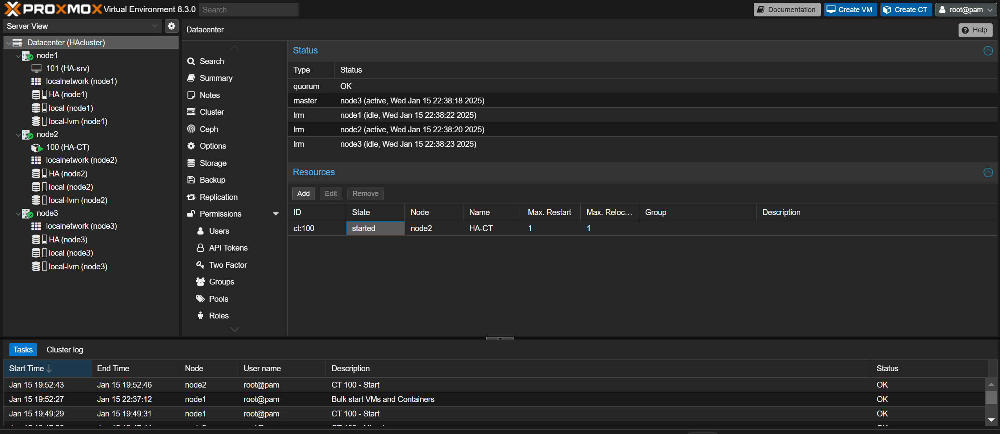 PROXMOX Virtual Environment 8.3.0 Search Documentation Create VM Create CT root@pam
Server View
Datacenter (HAcluster)
node1
101 (HA-srv)
localnetwork (node1)
HA (node1)
local (node1)
local-lvm (node1)
node2
100 (HA-CT)
localnetwork (node2)
HA (node2)
local (node2)
local-lvm (node2)
node3
localnetwork (node3)
HA (node3)
local (node3)
local-lvm (node3)
Datacenter Help
Search
Summary
Notes
Cluster
Ceph
Options
Storage
Backup
Replication
Permissions
Users
API Tokens
Two Factor
Groups
Pools
Roles
Status
Type Status
quorum OK
master node3 (active, Wed Jan 15 22:38:18 2025)
lrm node1 (idle, Wed Jan 15 22:38:22 2025)
lrm node2 (active, Wed Jan 15 22:38:20 2025)
lrm node3 (idle, Wed Jan 15 22:38:23 2025)
Resources
Add Edit Remove
ID State Node Name Max. Restart Max. Reloc... Group Description
ct:100 started node2 HA-CT 1 1
Tasks Cluster log
Start Time End Time Node User name Description Status
Jan 15 19:52:43 Jan 15 19:52:46 node2 root@pam CT 100 - Start OK
Jan 15 19:52:27 Jan 15 22:37:12 node1 root@pam Bulk start VMs and Containers OK
Jan 15 19:49:29 Jan 15 19:49:31 node1 root@pam CT 100 - Start OK